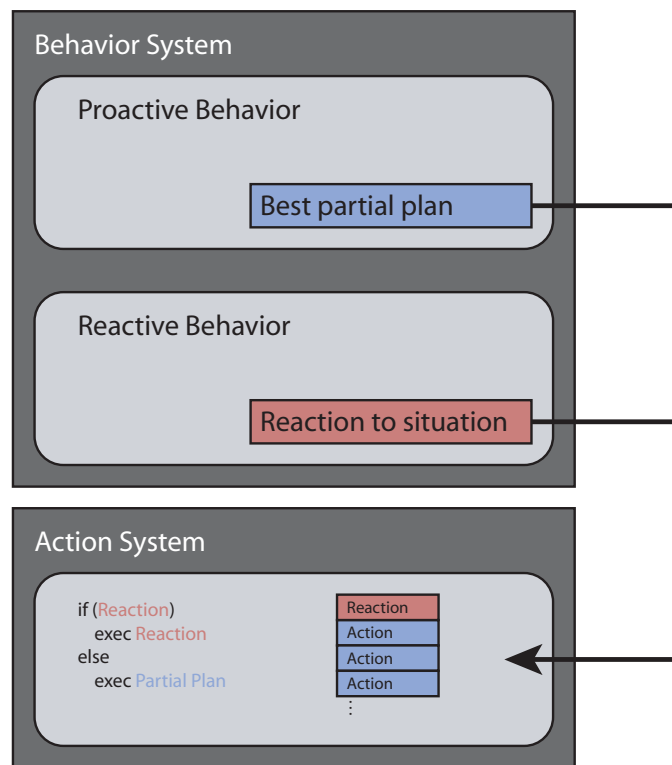 Behavior System
Proactive Behavior
Best partial plan
Reactive Behavior
Reaction to situation
Action System
if (Reaction)
exec Reaction
else
exec Partial Plan
Reaction
Action
Action
Action
⋮